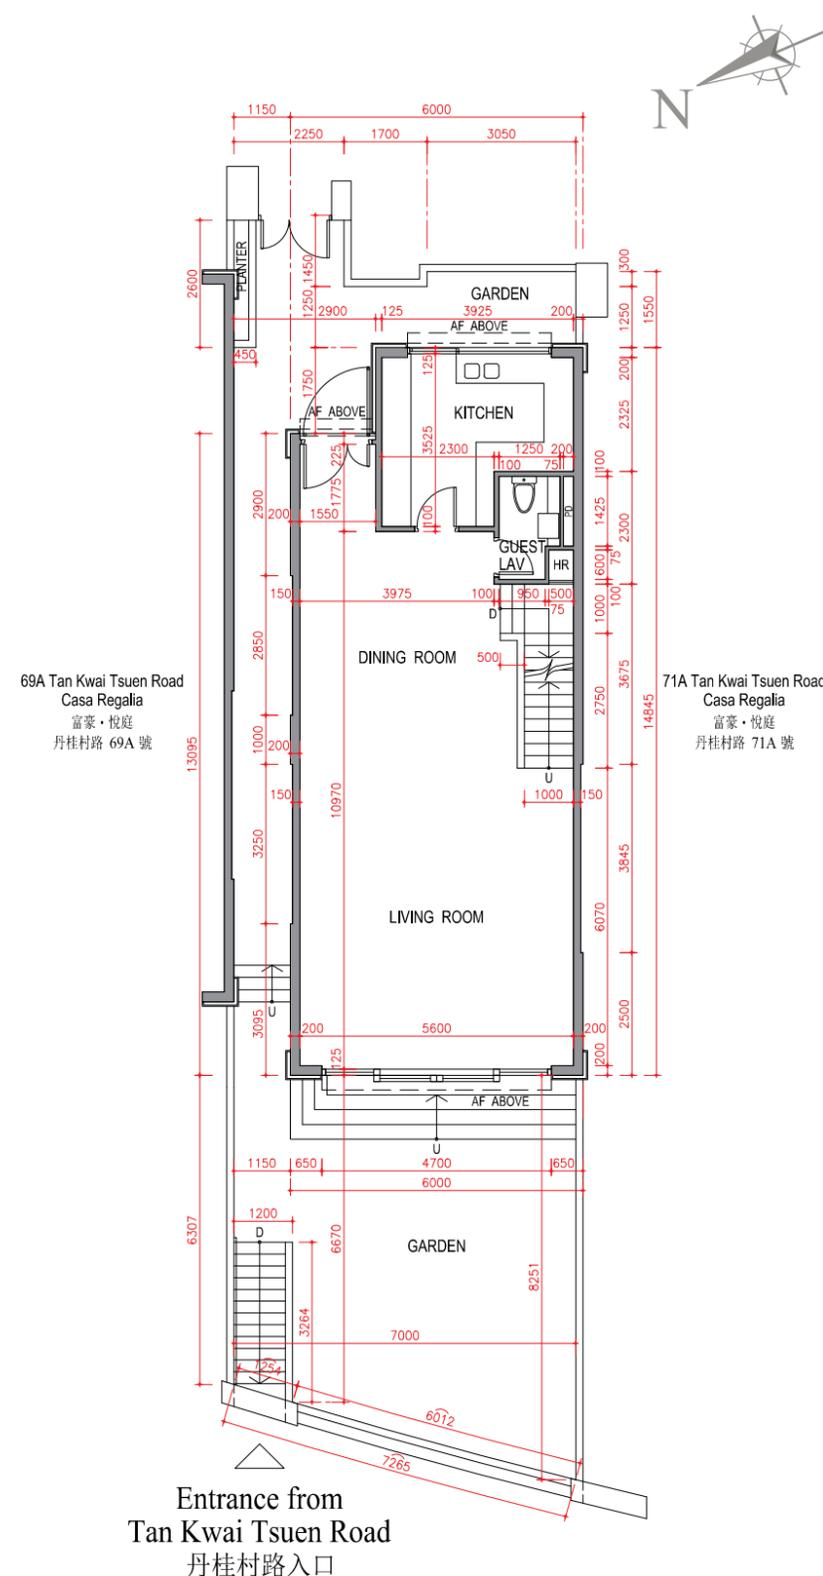 N
1150
6000
2250
1700
3050
PLANTER
2600
1450
1250
300
1250
1550
GARDEN
2900
125
3925
200
AF ABOVE
450
1750
125
200
2325
AF ABOVE
KITCHEN
3525
2300
1250
200
100
75
100
225
1775
2900
200
1550
100
1425
2300
PD
GUEST
LAV
HR
600
75
150
3975
100
950
500
75
D
1000
100
DINING ROOM
500
2850
3675
2750
14845
69A Tan Kwai Tsuen Road
Casa Regalia
富豪・悅庭
丹桂村路 69A 號
71A Tan Kwai Tsuen Road
Casa Regalia
富豪・悅庭
丹桂村路 71A 號
1000
200
13095
U
150
10970
1000
150
3250
3845
LIVING ROOM
6070
U
3095
2500
200
5600
200
125
200
AF ABOVE
U
1150
650
4700
650
6000
1200
D
6307
6670
GARDEN
8251
3264
7000
1254
6012
7265
Entrance from
Tan Kwai Tsuen Road
丹桂村路入口